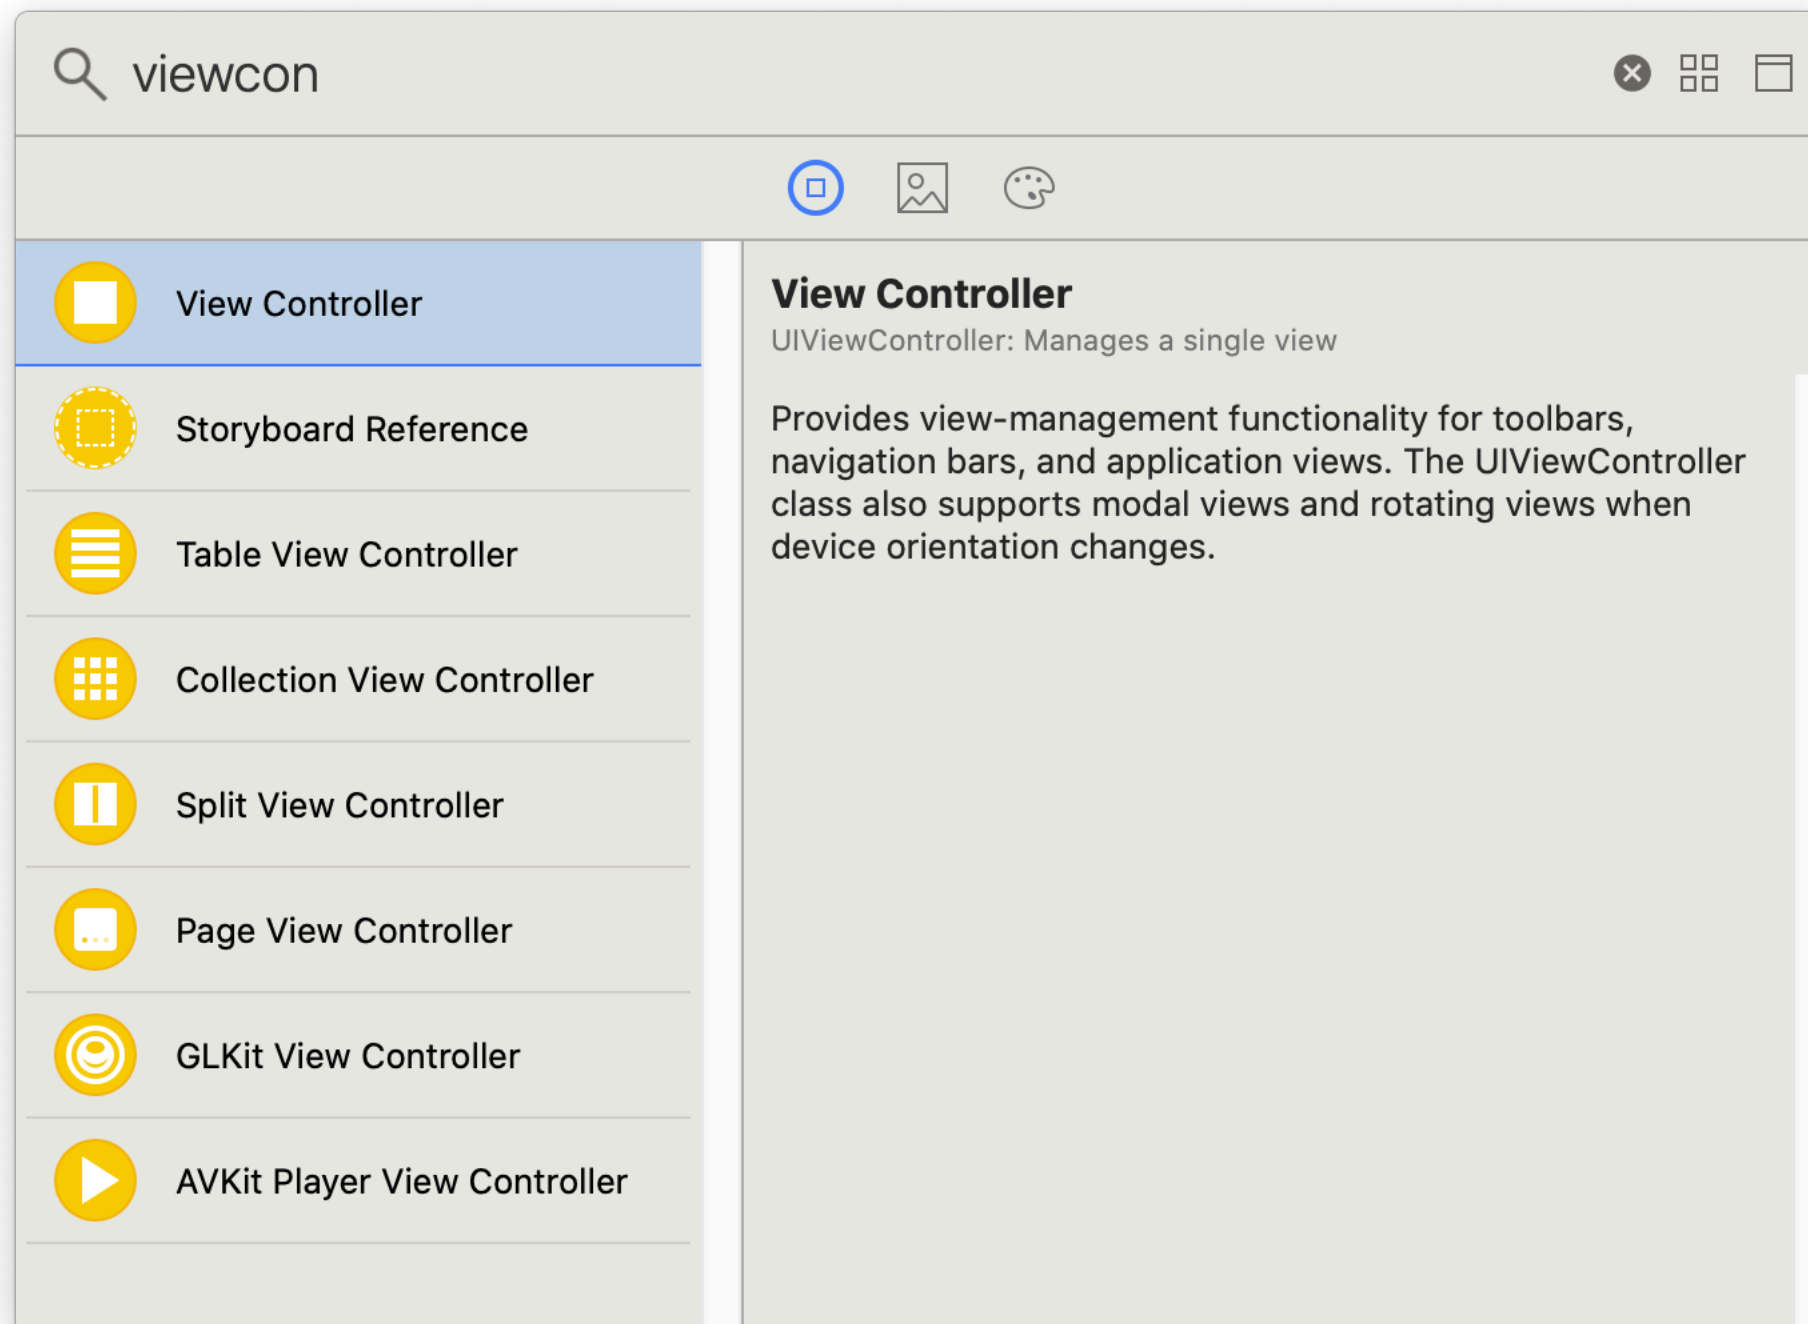 viewcon
View Controller
Storyboard Reference
Table View Controller
Collection View Controller
Split View Controller
Page View Controller
GLKit View Controller
AVKit Player View Controller
View Controller
UIViewController: Manages a single view
Provides view-management functionality for toolbars,
navigation bars, and application views. The UIViewController
class also supports modal views and rotating views when
device orientation changes.